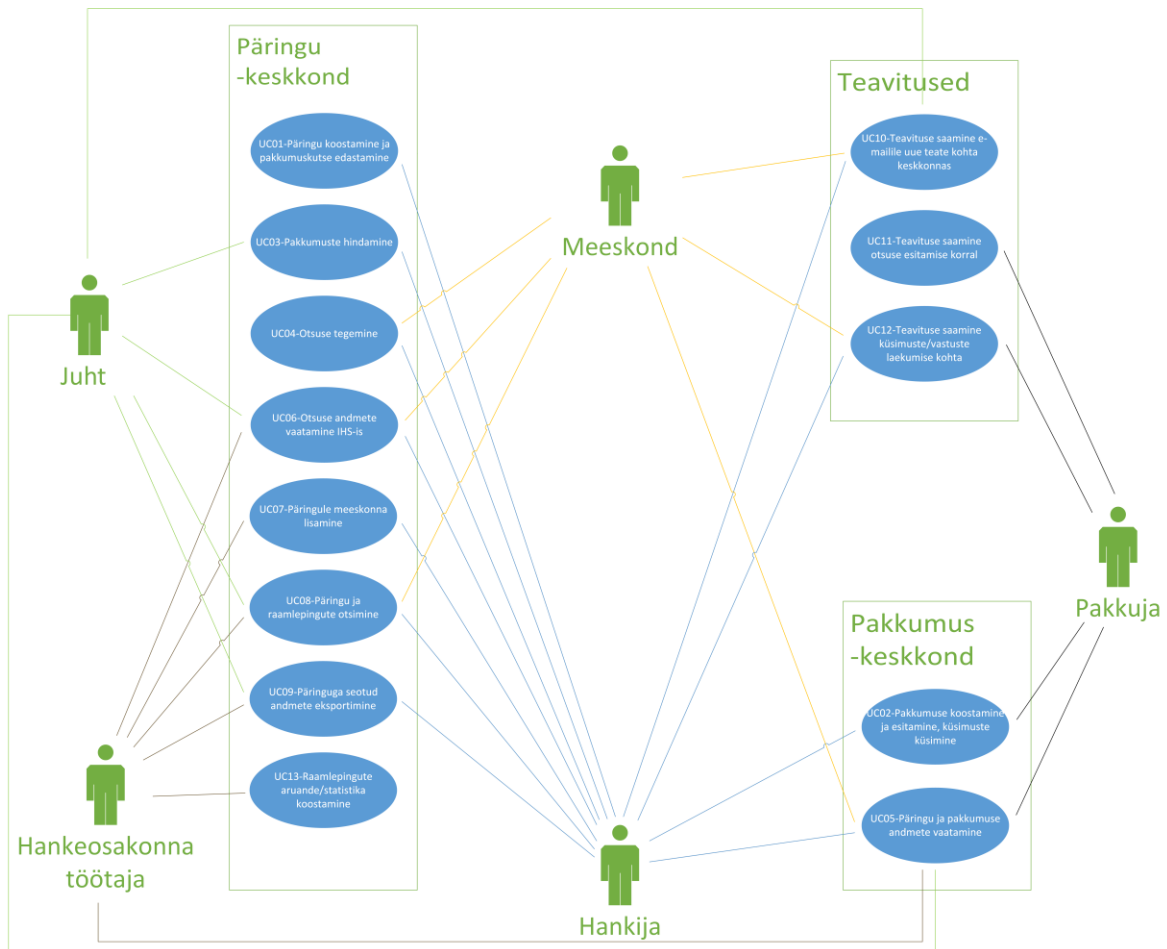 Päringu
-keskkond
UC01-Päringu koostamine ja
pakkumuskutse edastamine
UC03-Pakkumuste hindamine
UC04-Otsuse tegemine
UC06-Otsuse andmete
vaatamine IHS-is
UC07-Päringule meeskonna
lisamine
UC08-Päringu ja
raamlepingute otsimine
UC09-Päringuga seotud
andmete eksportimine
UC13-Raamlepingute
aruande/statistika
koostamine
Juht
Hankeosakonna
töötaja
Meeskond
Hankija
Teavitused
UC10-Teavituse saamine e-
mailile uue teate kohta
keskkonnas
UC11-Teavituse saamine
otsuse esitamise korral
UC12-Teavituse saamine
küsimuste/vastuste
laekumise kohta
Pakkuja
Pakkumus
-keskkond
UC02-Pakkumuse koostamine
ja esitamine, küsimuste
küsimine
UC05-Päringu ja pakkumuse
andmete vaatamine